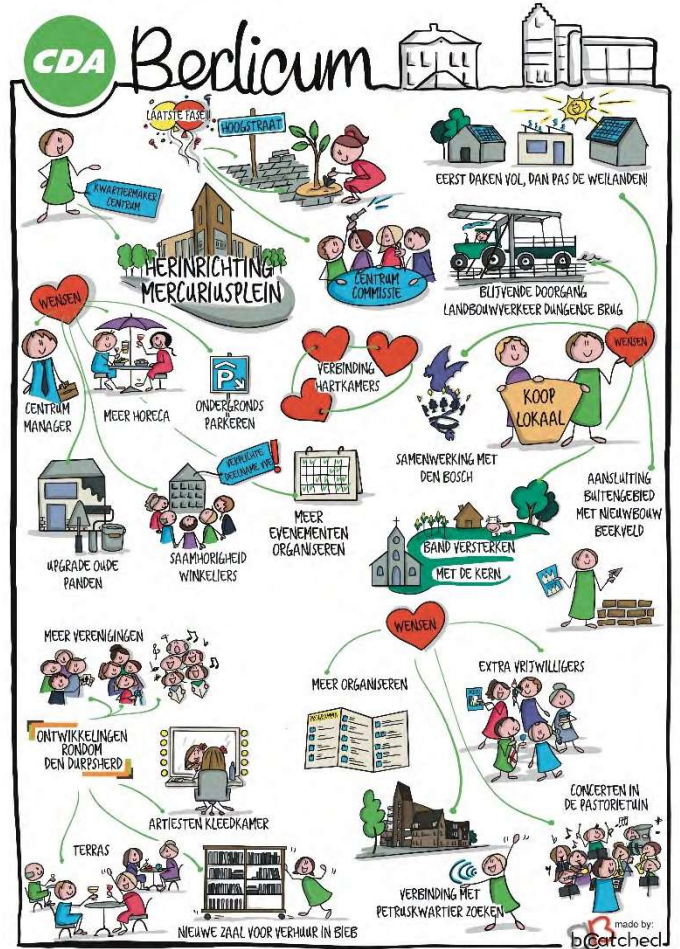 CDA
Berlicum
LAATSTE FASE!!
HOOGSTRAAT
EERST DAKEN VOL, DAN PAS DE WEILANDEN!
KWARTIERMAKER
CENTRUM
HERINRICHTING
MERCURIUSPLEIN
CENTRUM
COMMISSIE
BLIJVENDE DOORGANG
LANDBOUWVERKEER DUNGENSE BRUG
WENSEN
CENTRUM
MANAGER
MEER HORECA
P
ONDERGRONDS
PARKEREN
VERBINDING
HARTKAMERS
WENSEN
KOOP
LOKAAL
SAMENWERKING MET
DEN BOSCH
AANSLUITING
BUITENGEBIED
MET NIEUWBOUW
BEEKVELD
UPGRADE OUDE
PANDEN
VERPLICHTE
DEELNAME VVE!
SAAMHORIGHEID
WINKELIERS
MEER
EVENEMENTEN
ORGANISEREN
BAND VERSTERKEN
MET DE KERN
WENSEN
MEER VERENIGINGEN
MEER ORGANISEREN
PROGRAMMA
EXTRA VRIJWILLIGERS
ONTWIKKELINGEN
RONDOM
DEN DURPSHERD
ARTIESTEN KLEEDKAMER
CONCERTEN IN
DE PASTORIETUIN
TERRAS
NIEUWE ZAAL VOOR VERHUUR IN BIEB
VERBINDING MET
PETRUSKWARTIER ZOEKEN
made by:
b'Catched